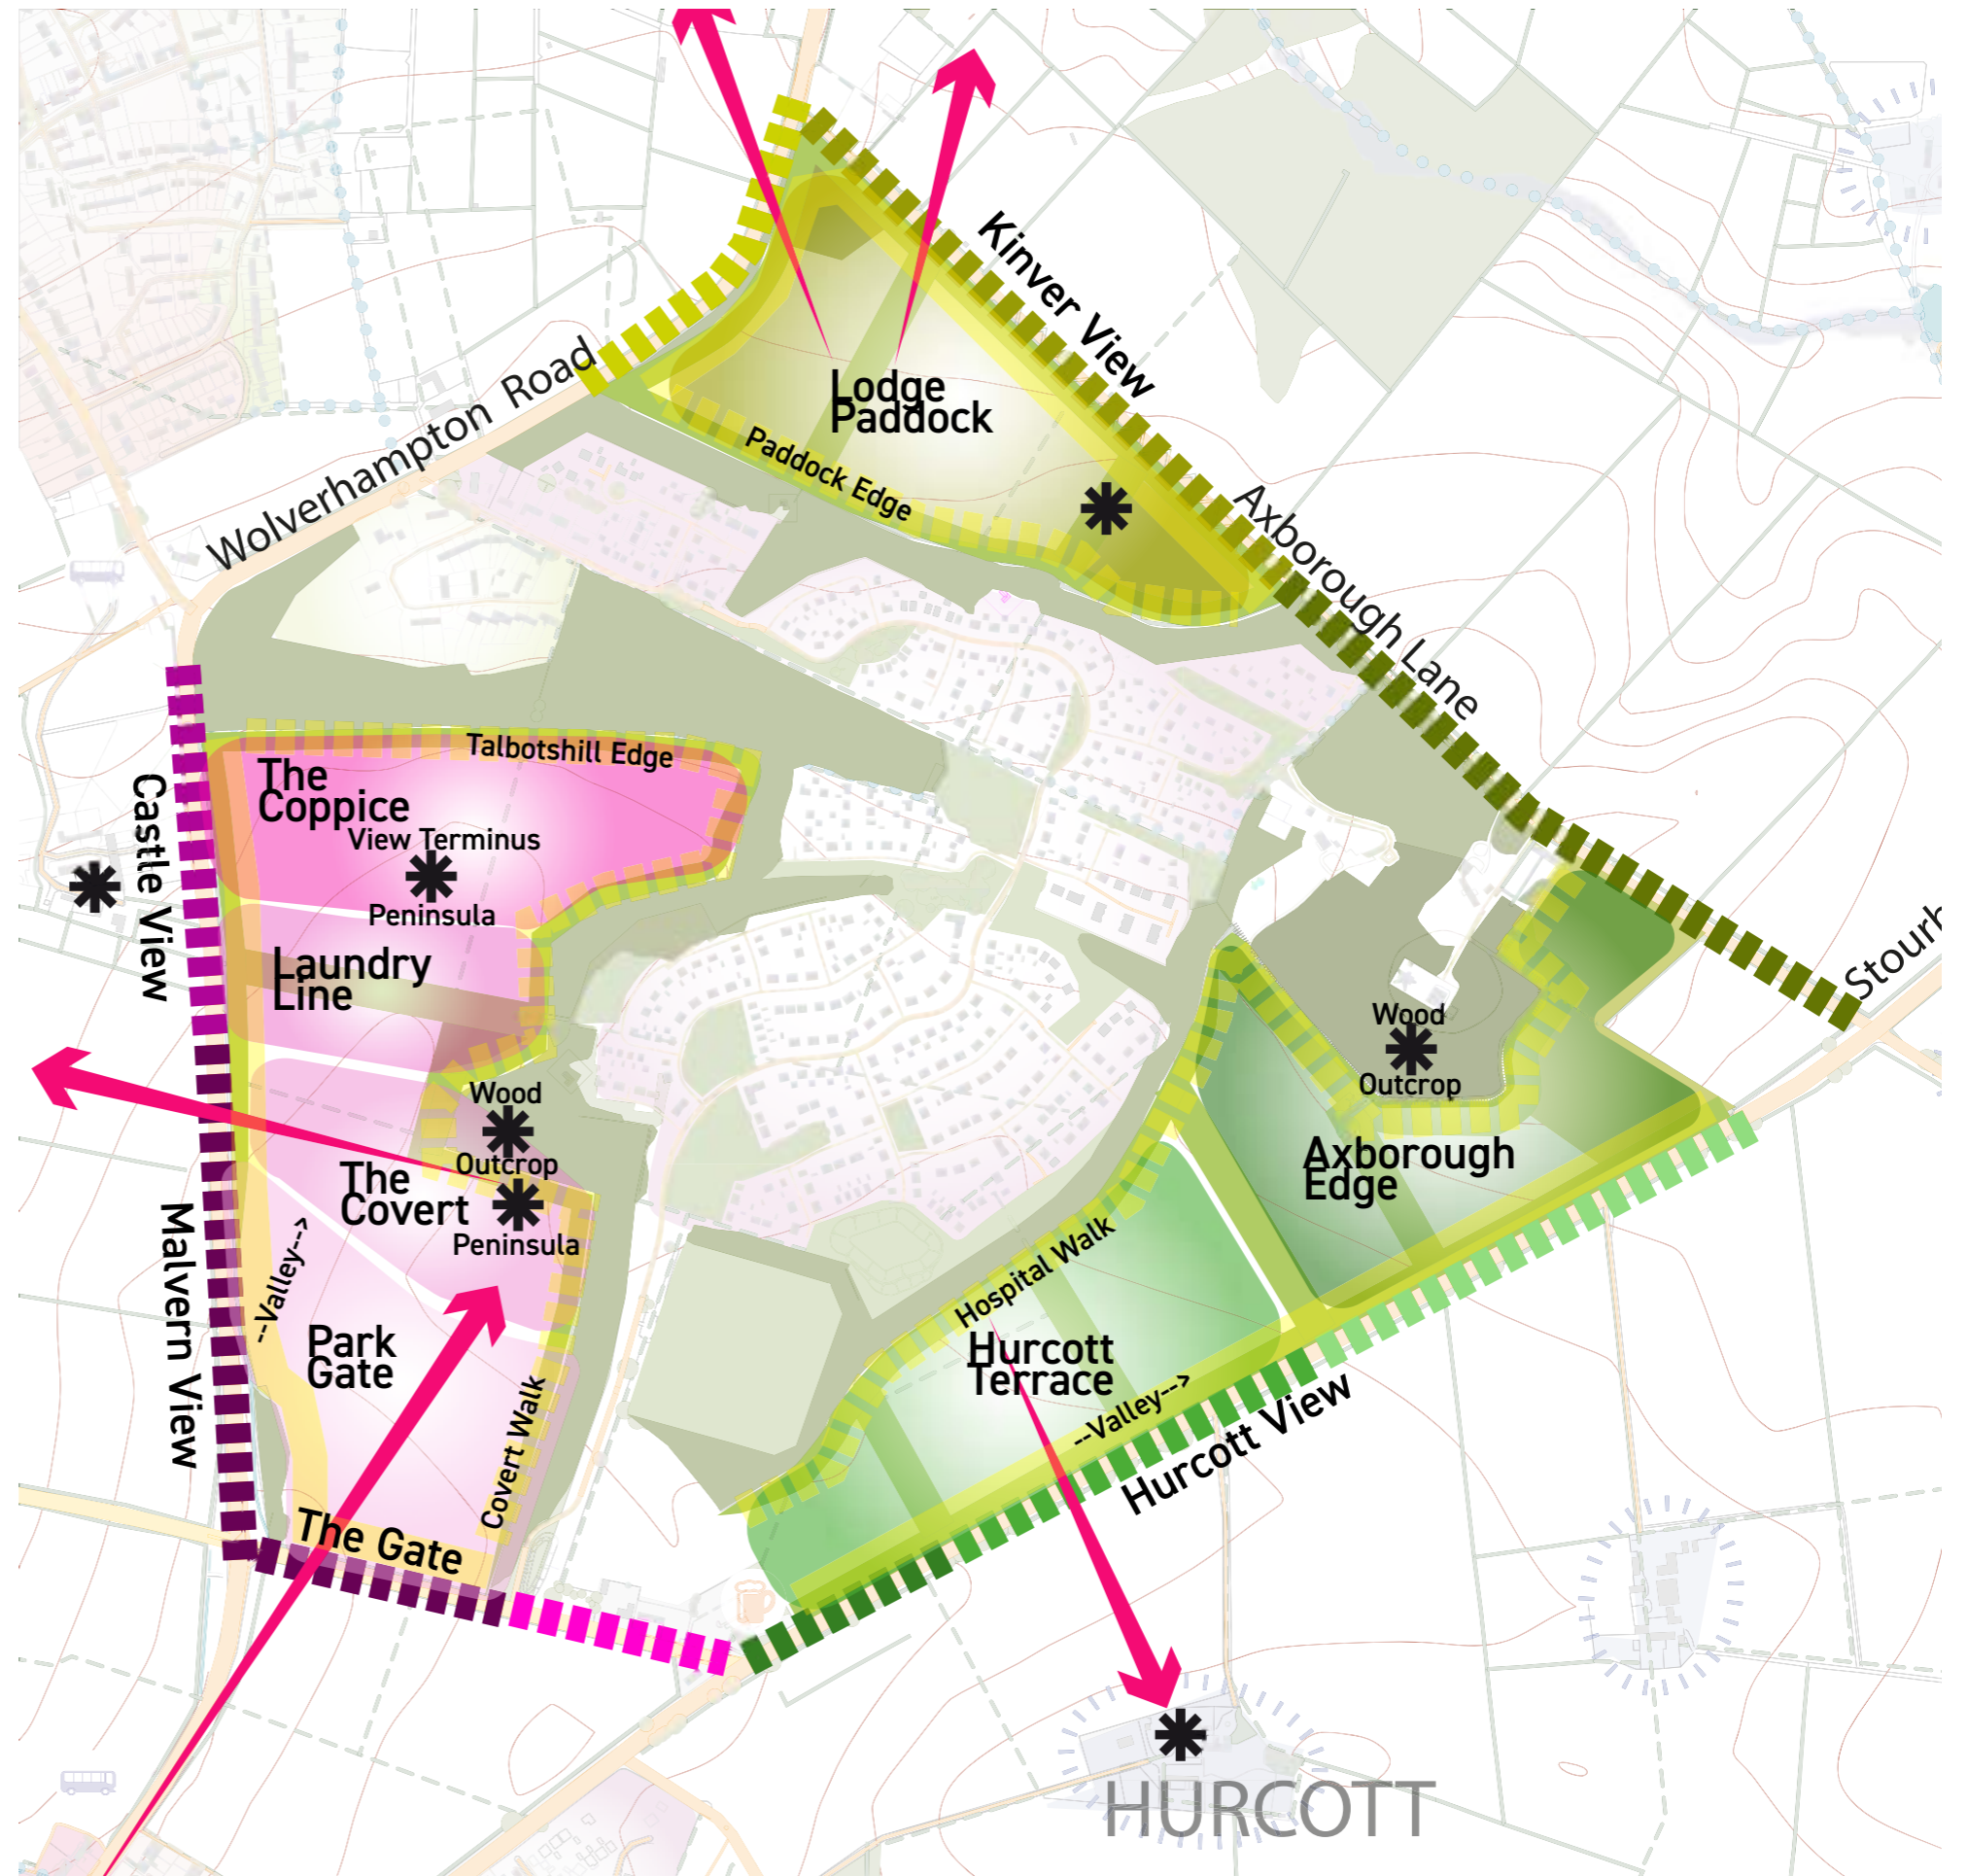 Kinver View
Wolverhampton Road
Lodge
Paddock
Paddock Edge
Axborough Lane
Talbotshill Edge
The
Coppice
View Terminus
Peninsula
Castle View
Laundry
Line
Stourb
Wood
Outcrop
Wood
Outcrop
The
Covert
Peninsula
Axborough
Edge
Malvern View
--Valley-->
Hospital Walk
Park
Gate
Hurcott
Terrace
--Valley-->
Hurcott View
Covert Walk
The Gate
HURCOTT